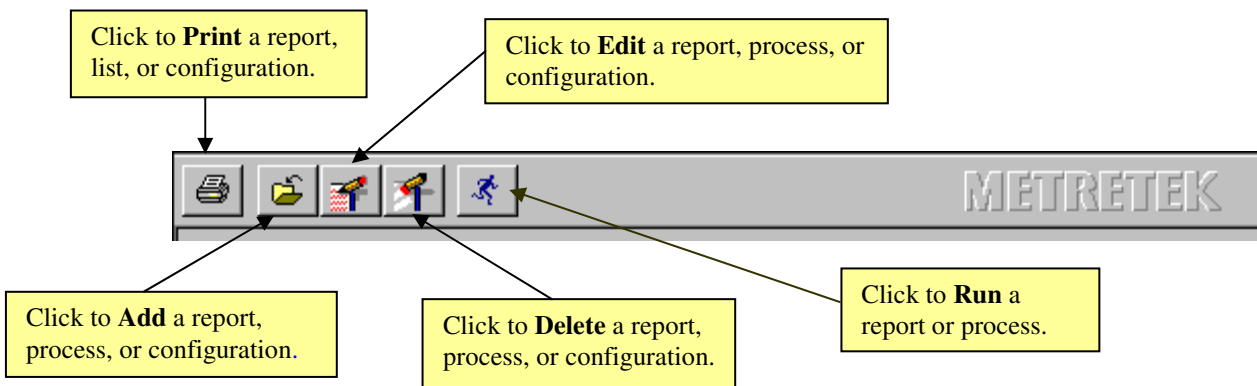 Click to Print a report,
list, or configuration.
Click to Edit a report, process, or
configuration.
METRETEK
Click to Add a report,
process, or configuration.
Click to Delete a report,
process, or configuration.
Click to Run a
report or process.